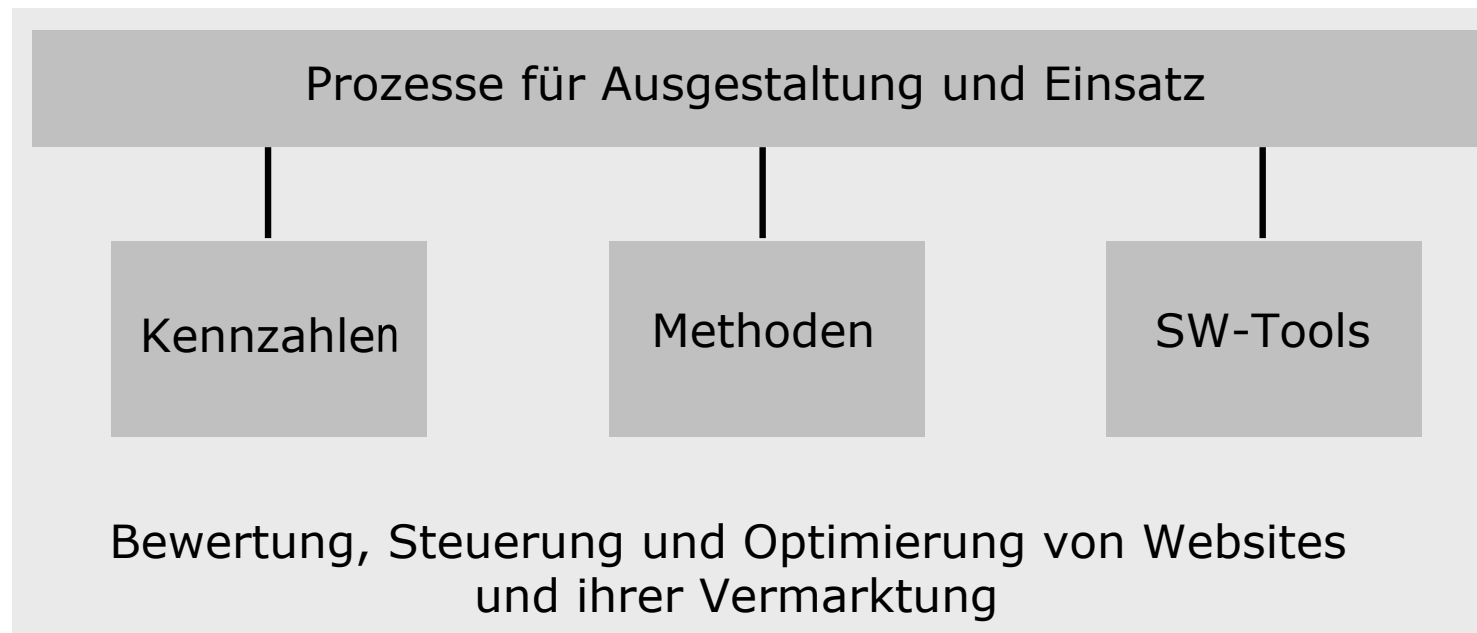 Prozesse für Ausgestaltung und Einsatz
Kennzahlen
Methoden
SW-Tools
Bewertung, Steuerung und Optimierung von Websites
und ihrer Vermarktung